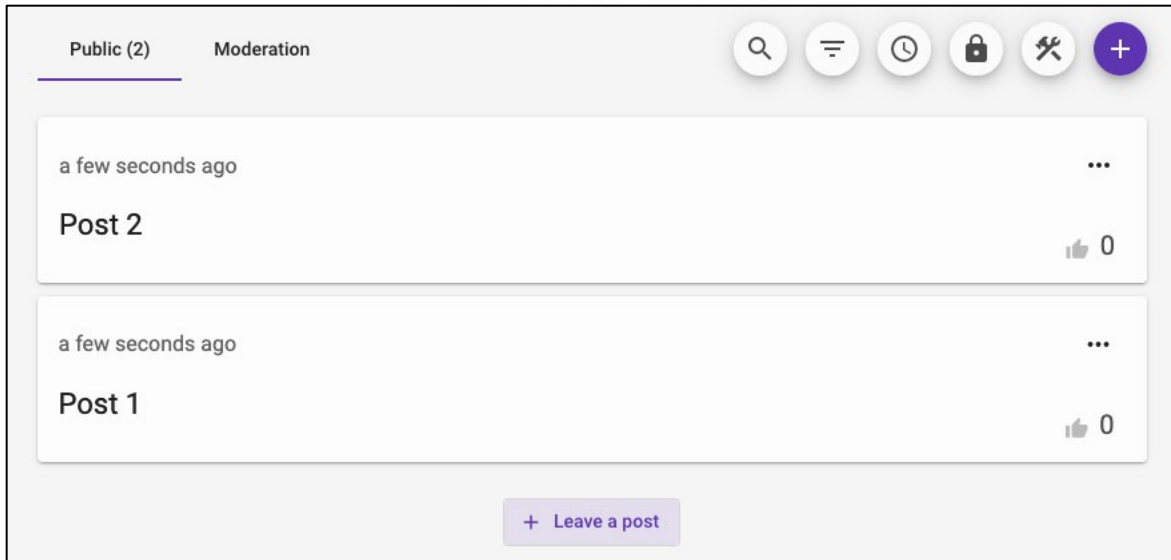 Public (2)
Moderation
a few seconds ago
Post 2
0
a few seconds ago
Post 1
0
+ Leave a post